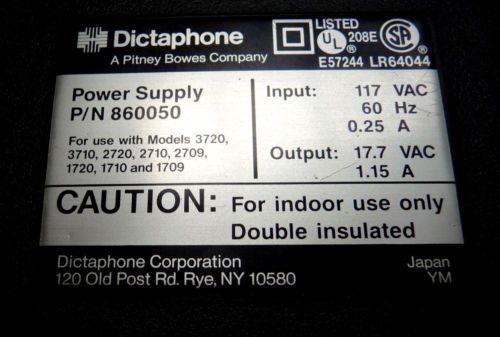 Dictaphone
A Pitney Bowes Company
LISTED
UL
208E
SA
E57244 LR64044
Power Supply
P/N 860050
For use with Models 3720,
3710, 2720, 2710, 2709,
1720, 1710 and 1709
Input: 117 VAC
60 Hz
0.25 A
Output: 17.7 VAC
1.15 A
CAUTION: For indoor use only
Double insulated
Dictaphone Corporation
120 Old Post Rd. Rye, NY 10580
Japan
YM